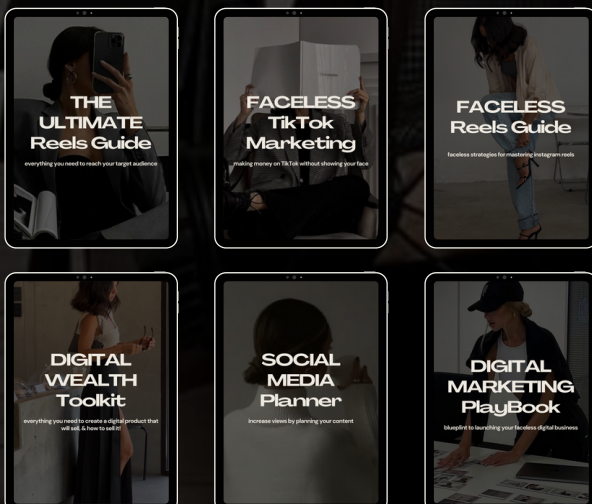 THE
ULTIMATE
Reels Guide
everything you need to reach your target audience
FACELESS
TikTok
Marketing
making money on TikTok without showing your face
FACELESS
Reels Guide
faceless strategies for mastering instagram reels
DIGITAL
WEALTH
Toolkit
everything you need to create a digital product that
will sell, & how to sell it!
SOCIAL
MEDIA
Planner
increase views by planning your content
DIGITAL
MARKETING
PlayBook
blueplint to launching your faceless digital business